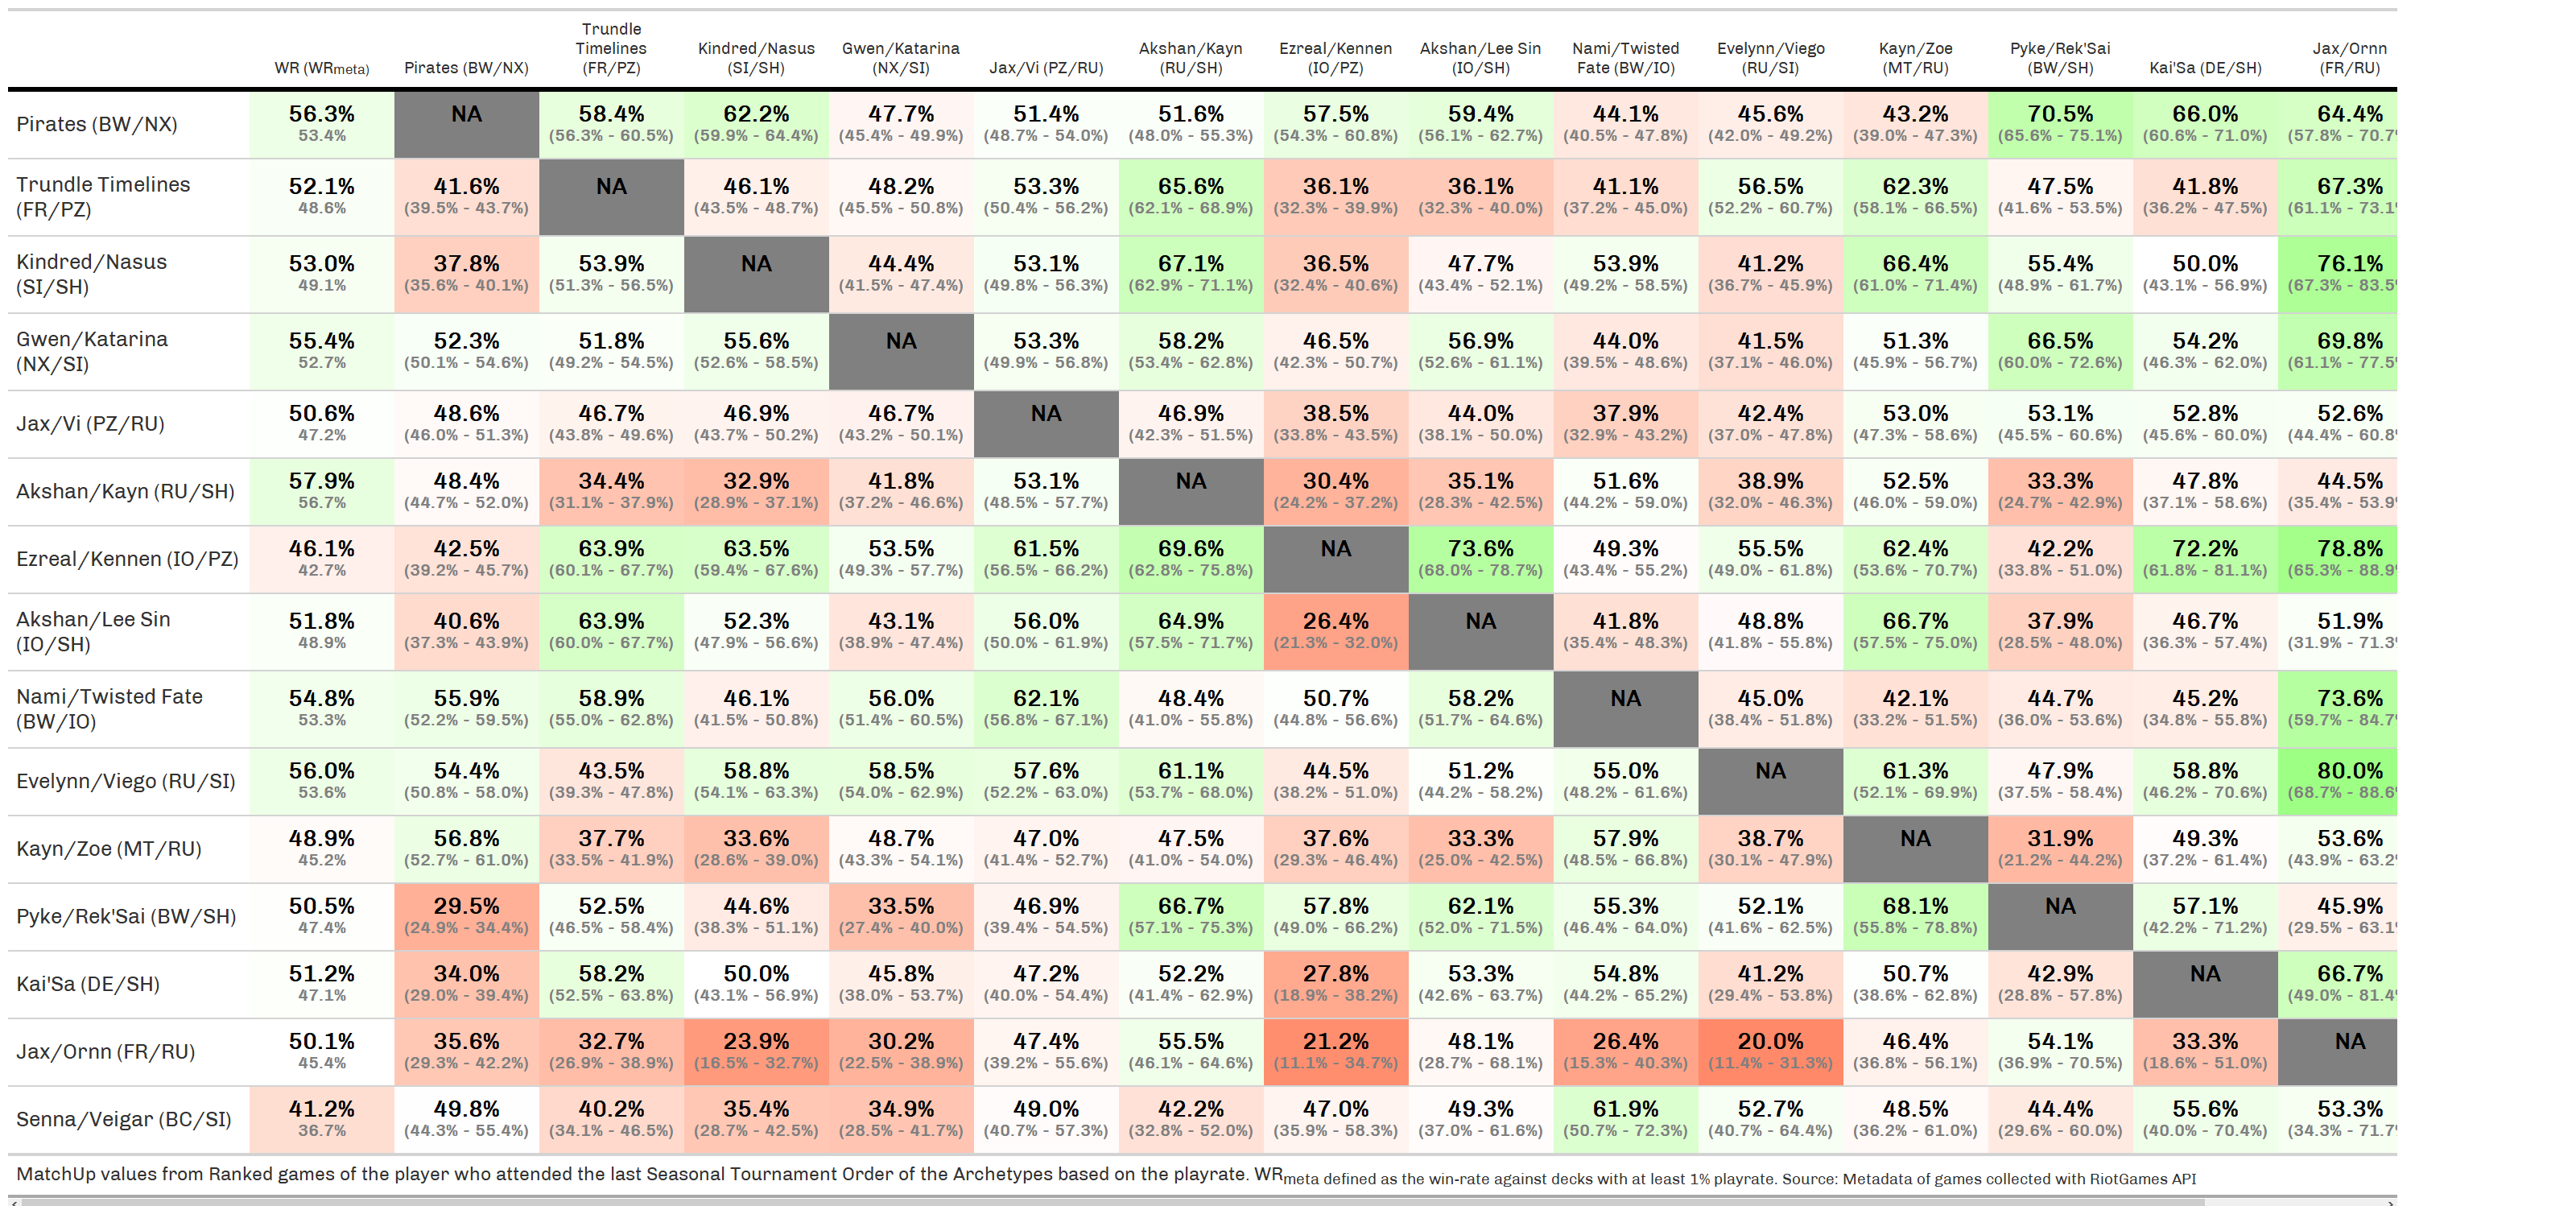 WR (WRmeta) Pirates (BW/NX) Trundle Timelines (FR/PZ) Kindred/Nasus (SI/SH) Gwen/Katarina (NX/SI) Jax/Vi (PZ/RU) Akshan/Kayn (RU/SH) Ezreal/Kennen (IO/PZ) Akshan/Lee Sin (IO/SH) Nami/Twisted Fate (BW/IO) Evelynn/Viego (RU/SI) Kayn/Zoe (MT/RU) Pyke/Rek'Sai (BW/SH) Kai'Sa (DE/SH) Jax/Ornn (FR/RU)
Pirates (BW/NX) 56.3% NA 58.4% 62.2% 47.7% 51.4% 51.6% 57.5% 59.4% 44.1% 45.6% 43.2% 70.5% 66.0% 64.4%
53.4% (56.3% - 60.5%) (59.9% - 64.4%) (45.4% - 49.9%) (48.7% - 54.0%) (48.0% - 55.3%) (54.3% - 60.8%) (56.1% - 62.7%) (40.5% - 47.8%) (42.0% - 49.2%) (39.0% - 47.3%) (65.6% - 75.1%) (60.6% - 71.0%) (57.8% - 70.7
Trundle Timelines 52.1% 41.6% NA 46.1% 48.2% 53.3% 65.6% 36.1% 36.1% 41.1% 56.5% 62.3% 47.5% 41.8% 67.3%
(FR/PZ) 48.6% (39.5% - 43.7%) (43.5% - 48.7%) (45.5% - 50.8%) (50.4% - 56.2%) (62.1% - 68.9%) (32.3% - 39.9%) (32.3% - 40.0%) (37.2% - 45.0%) (52.2% - 60.7%) (58.1% - 66.5%) (41.6% - 53.5%) (36.2% - 47.5%) (61.1% - 73.1
Kindred/Nasus 53.0% 37.8% 53.9% NA 44.4% 53.1% 67.1% 36.5% 47.7% 53.9% 41.2% 66.4% 55.4% 50.0% 76.1%
(SI/SH) 49.1% (35.6% - 40.1%) (51.3% - 56.5%) (41.5% - 47.4%) (49.8% - 56.3%) (62.9% - 71.1%) (32.4% - 40.6%) (43.4% - 52.1%) (49.2% - 58.5%) (36.7% - 45.9%) (61.0% - 71.4%) (48.9% - 61.7%) (43.1% - 56.9%) (67.3% - 83.5
Gwen/Katarina 55.4% 52.3% 51.8% 55.6% NA 53.3% 58.2% 46.5% 56.9% 44.0% 41.5% 51.3% 66.5% 54.2% 69.8%
(NX/SI) 52.7% (50.1% - 54.6%) (49.2% - 54.5%) (52.6% - 58.5%) (49.9% - 56.8%) (53.4% - 62.8%) (42.3% - 50.7%) (52.6% - 61.1%) (39.5% - 48.6%) (37.1% - 46.0%) (45.9% - 56.7%) (60.0% - 72.6%) (46.3% - 62.0%) (61.1% - 77.5
Jax/Vi (PZ/RU) 50.6% 48.6% 46.7% 46.9% 46.7% NA 46.9% 38.5% 44.0% 37.9% 42.4% 53.0% 53.1% 52.8% 52.6%
47.2% (46.0% - 51.3%) (43.8% - 49.6%) (43.7% - 50.2%) (43.2% - 50.1%) (42.3% - 51.5%) (33.8% - 43.5%) (38.1% - 50.0%) (32.9% - 43.2%) (37.0% - 47.8%) (47.3% - 58.6%) (45.5% - 60.6%) (45.6% - 60.0%) (44.4% - 60.8
Akshan/Kayn (RU/SH) 57.9% 48.4% 34.4% 32.9% 41.8% 53.1% NA 30.4% 35.1% 51.6% 38.9% 52.5% 33.3% 47.8% 44.5%
56.7% (44.7% - 52.0%) (31.1% - 37.9%) (28.9% - 37.1%) (37.2% - 46.6%) (48.5% - 57.7%) (24.2% - 37.2%) (28.3% - 42.5%) (44.2% - 59.0%) (32.0% - 46.3%) (46.0% - 59.0%) (24.7% - 42.9%) (37.1% - 58.6%) (35.4% - 53.9
Ezreal/Kennen (IO/PZ) 46.1% 42.5% 63.9% 63.5% 53.5% 61.5% 69.6% NA 73.6% 49.3% 55.5% 62.4% 42.2% 72.2% 78.8%
42.7% (39.2% - 45.7%) (60.1% - 67.7%) (59.4% - 67.6%) (49.3% - 57.7%) (56.5% - 66.2%) (62.8% - 75.8%) (68.0% - 78.7%) (43.4% - 55.2%) (49.0% - 61.8%) (53.6% - 70.7%) (33.8% - 51.0%) (61.8% - 81.1%) (65.3% - 88.9
Akshan/Lee Sin 51.8% 40.6% 63.9% 52.3% 43.1% 56.0% 64.9% 26.4% NA 41.8% 48.8% 66.7% 37.9% 46.7% 51.9%
(IO/SH) 48.9% (37.3% - 43.9%) (60.0% - 67.7%) (47.9% - 56.6%) (38.9% - 47.4%) (50.0% - 61.9%) (57.5% - 71.7%) (21.3% - 32.0%) (35.4% - 48.3%) (41.8% - 55.8%) (57.5% - 75.0%) (28.5% - 48.0%) (36.3% - 57.4%) (31.9% - 71.3
Nami/Twisted Fate 54.8% 55.9% 58.9% 46.1% 56.0% 62.1% 48.4% 50.7% 58.2% NA 45.0% 42.1% 44.7% 45.2% 73.6%
(BW/IO) 53.3% (52.2% - 59.5%) (55.0% - 62.8%) (41.5% - 50.8%) (51.4% - 60.5%) (56.8% - 67.1%) (41.0% - 55.8%) (44.8% - 56.6%) (51.7% - 64.6%) (38.4% - 51.8%) (33.2% - 51.5%) (36.0% - 53.6%) (34.8% - 55.8%) (59.7% - 84.7
Evelynn/Viego (RU/SI) 56.0% 54.4% 43.5% 58.8% 58.5% 57.6% 61.1% 44.5% 51.2% 55.0% NA 61.3% 47.9% 58.8% 80.0%
53.6% (50.8% - 58.0%) (39.3% - 47.8%) (54.1% - 63.3%) (54.0% - 62.9%) (52.2% - 63.0%) (53.7% - 68.0%) (38.2% - 51.0%) (44.2% - 58.2%) (48.2% - 61.6%) (52.1% - 69.9%) (37.5% - 58.4%) (46.2% - 70.6%) (68.7% - 88.6
Kayn/Zoe (MT/RU) 48.9% 56.8% 37.7% 33.6% 48.7% 47.0% 47.5% 37.6% 33.3% 57.9% 38.7% NA 31.9% 49.3% 53.6%
45.2% (52.7% - 61.0%) (33.5% - 41.9%) (28.6% - 39.0%) (43.3% - 54.1%) (41.4% - 52.7%) (41.0% - 54.0%) (29.3% - 46.4%) (25.0% - 42.5%) (48.5% - 66.8%) (30.1% - 47.9%) (21.2% - 44.2%) (37.2% - 61.4%) (43.9% - 63.2
Pyke/Rek'Sai (BW/SH) 50.5% 29.5% 52.5% 44.6% 33.5% 46.9% 66.7% 57.8% 62.1% 55.3% 52.1% 68.1% NA 57.1% 45.9%
47.4% (24.9% - 34.4%) (46.5% - 58.4%) (38.3% - 51.1%) (27.4% - 40.0%) (39.4% - 54.5%) (57.1% - 75.3%) (49.0% - 66.2%) (52.0% - 71.5%) (46.4% - 64.0%) (41.6% - 62.5%) (55.8% - 78.8%) (42.2% - 71.2%) (29.5% - 63.1
Kai'Sa (DE/SH) 51.2% 34.0% 58.2% 50.0% 45.8% 47.2% 52.2% 27.8% 53.3% 54.8% 41.2% 50.7% 42.9% NA 66.7%
47.1% (29.0% - 39.4%) (52.5% - 63.8%) (43.1% - 56.9%) (38.0% - 53.7%) (40.0% - 54.4%) (41.4% - 62.9%) (18.9% - 38.2%) (42.6% - 63.7%) (44.2% - 65.2%) (29.4% - 53.8%) (38.6% - 62.8%) (28.8% - 57.8%) (49.0% - 81.4
Jax/Ornn (FR/RU) 50.1% 35.6% 32.7% 23.9% 30.2% 47.4% 55.5% 21.2% 48.1% 26.4% 20.0% 46.4% 54.1% 33.3% NA
45.4% (29.3% - 42.2%) (26.9% - 38.9%) (16.5% - 32.7%) (22.5% - 38.9%) (39.2% - 55.6%) (46.1% - 64.6%) (11.1% - 34.7%) (28.7% - 68.1%) (15.3% - 40.3%) (11.4% - 31.3%) (36.8% - 56.1%) (36.9% - 70.5%) (18.6% - 51.0%)
Senna/Veigar (BC/SI) 41.2% 49.8% 40.2% 35.4% 34.9% 49.0% 42.2% 47.0% 49.3% 61.9% 52.7% 48.5% 44.4% 55.6% 53.3%
36.7% (44.3% - 55.4%) (34.1% - 46.5%) (28.7% - 42.5%) (28.5% - 41.7%) (40.7% - 57.3%) (32.8% - 52.0%) (35.9% - 58.3%) (37.0% - 61.6%) (50.7% - 72.3%) (40.7% - 64.4%) (36.2% - 61.0%) (29.6% - 60.0%) (40.0% - 70.4%) (34.3% - 71.7
MatchUp values from Ranked games of the player who attended the last Seasonal Tournament Order of the Archetypes based on the playrate. WRmeta defined as the win-rate against decks with at least 1% playrate. Source: Metadata of games collected with RiotGames API